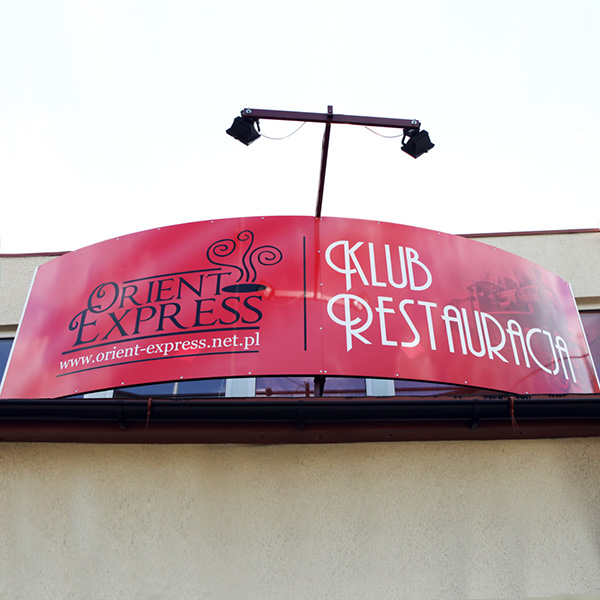 Orient
Express
www.orient-express.net.pl
Klub
Restauracja